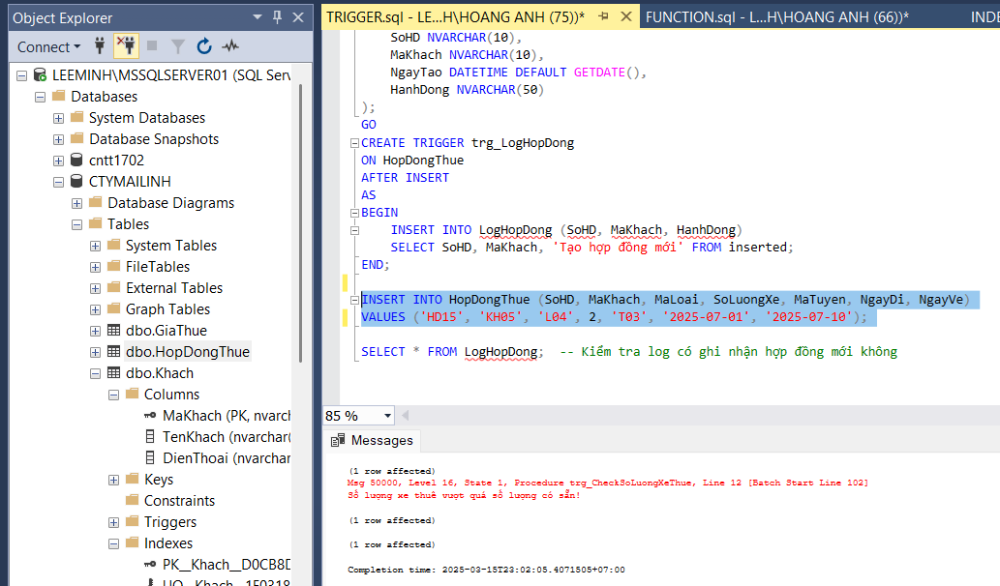 Object Explorer
Connect
LEEMINH\MSSQLSERVER01 (SQL Serv
Databases
System Databases
Database Snapshots
cntt1702
CTYMAILINH
Database Diagrams
Tables
System Tables
FileTables
External Tables
Graph Tables
dbo.GiaThue
dbo.HopDongThue
dbo.Khach
Columns
MaKhach (PK, nvarch
TenKhach (nvarchar(
DienThoai (nvarchar
Keys
Constraints
Triggers
Indexes
PK__Khach__D0CB8D
UQ__Khach__1F0318
TRIGGER.sql - LE...H\HOANG ANH (75))*
FUNCTION.sql - L...H\HOANG ANH (66))*
INDE
SoHD NVARCHAR(10),
MaKhach NVARCHAR(10),
NgayTao DATETIME DEFAULT GETDATE(),
HanhDong NVARCHAR(50)
);
GO
CREATE TRIGGER trg_LogHopDong
ON HopDongThue
AFTER INSERT
AS
BEGIN
INSERT INTO LogHopDong (SoHD, MaKhach, HanhDong)
SELECT SoHD, MaKhach, 'Tạo hợp đồng mới' FROM inserted;
END;
INSERT INTO HopDongThue (SoHD, MaKhach, MaLoai, SoLuongXe, MaTuyen, NgayDi, NgayVe)
VALUES ('HD15', 'KH05', 'L04', 2, 'T03', '2025-07-01', '2025-07-10');
SELECT * FROM LogHopDong; -- Kiểm tra log có ghi nhận hợp đồng mới không
85 %
Messages
(1 row affected)
Msg 50000, Level 16, State 1, Procedure trg_CheckSoLuongXeThue, Line 12 [Batch Start Line 102]
Số lượng xe thuê vượt quá số lượng có sẵn!
(1 row affected)
(1 row affected)
Completion time: 2025-03-15T23:02:05.4071505+07:00